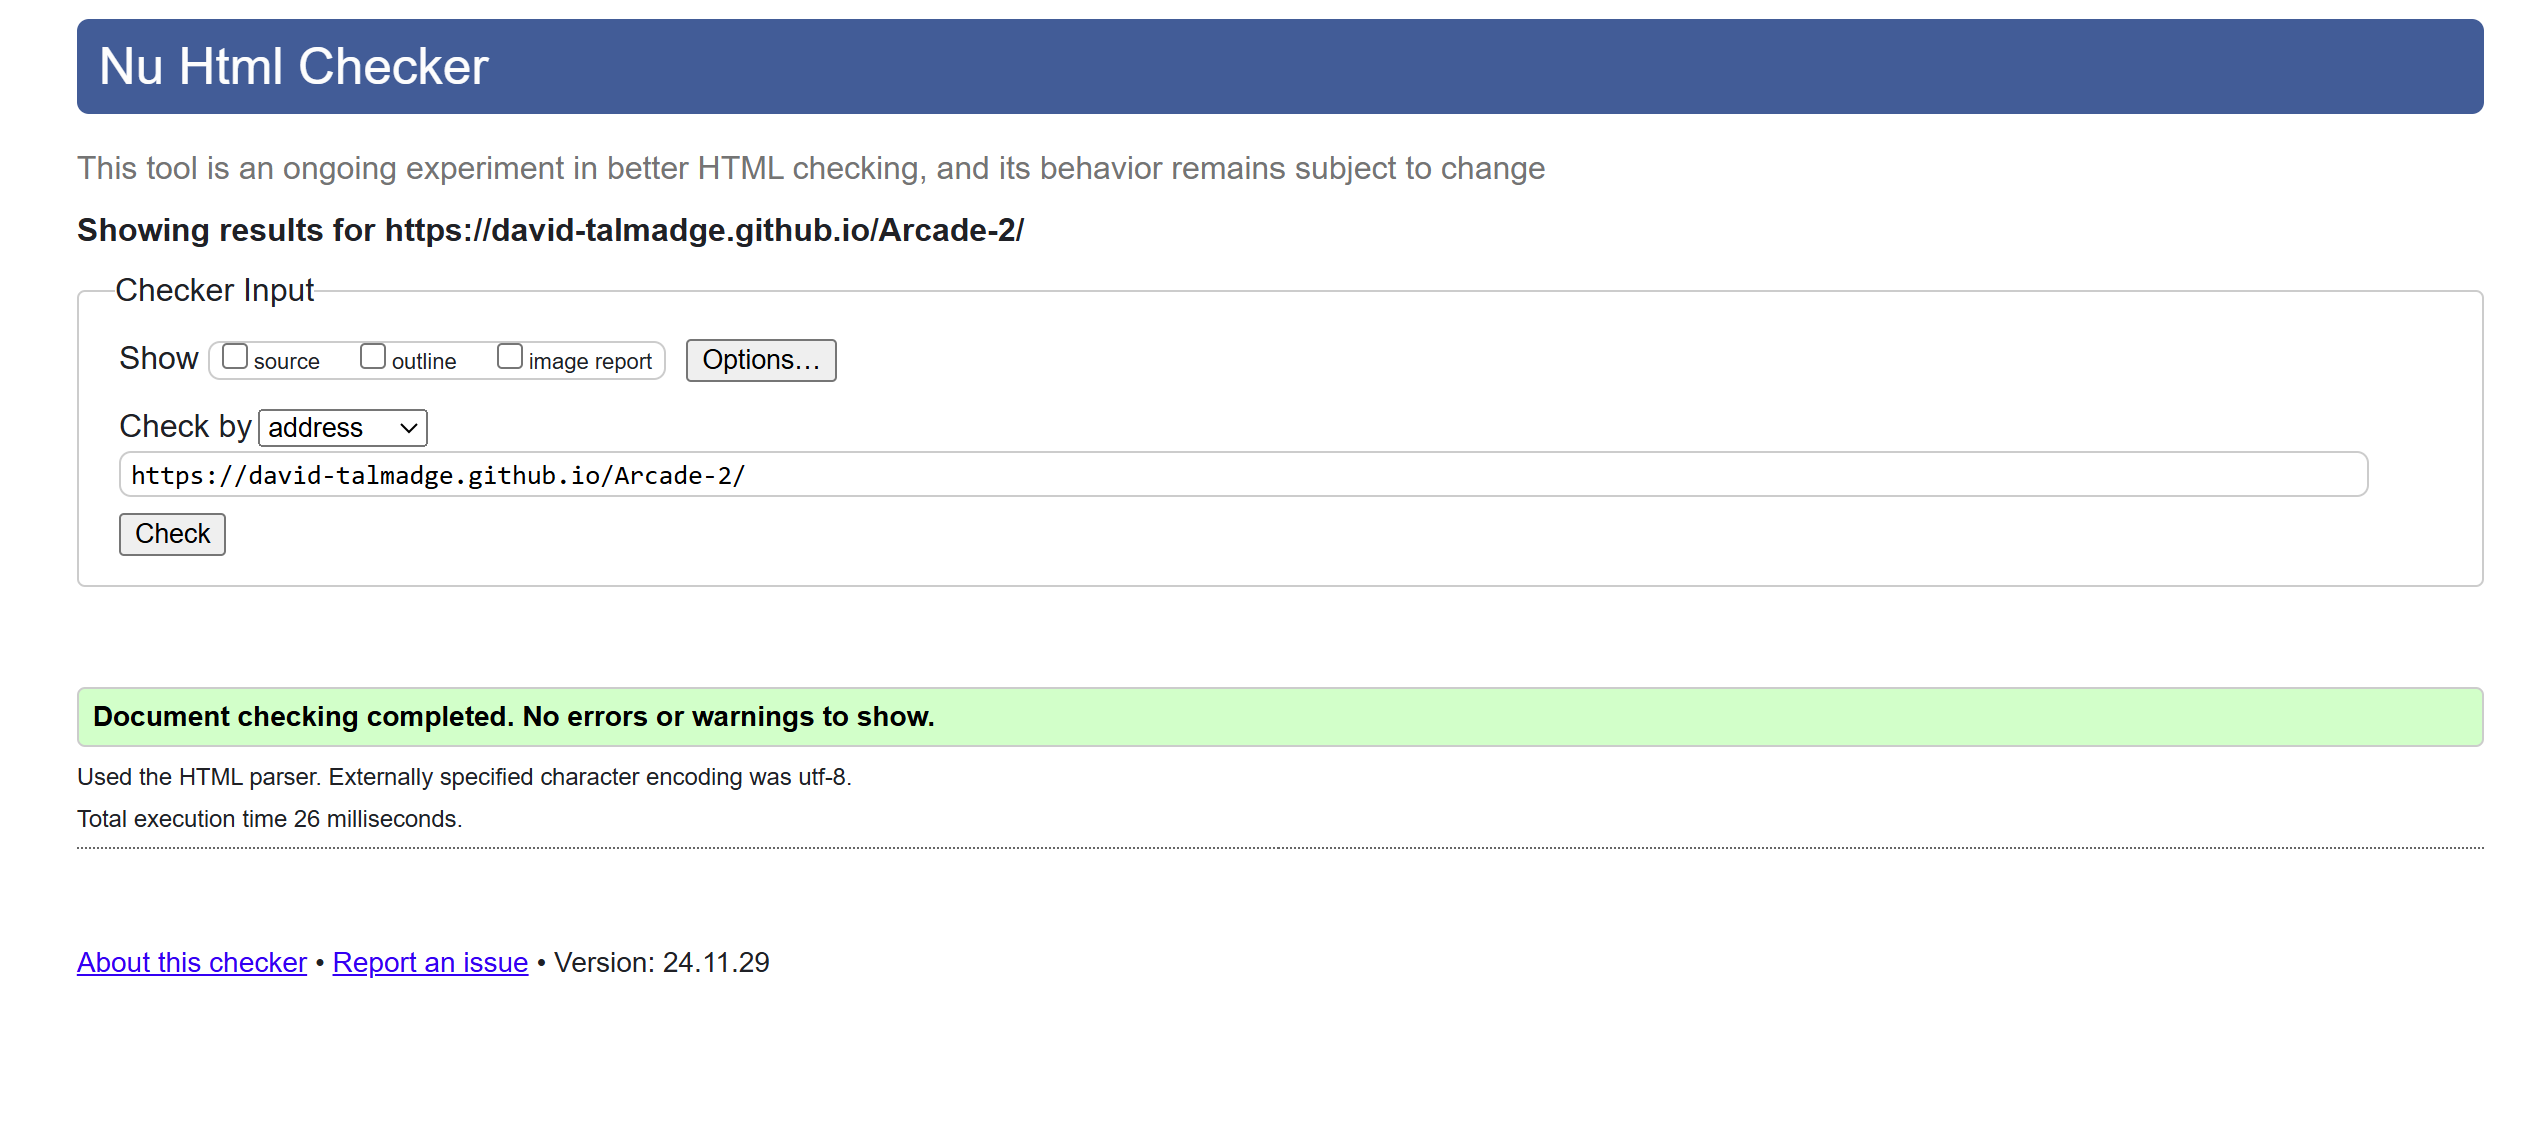 Nu Html Checker
This tool is an ongoing experiment in better HTML checking, and its behavior remains subject to change
Showing results for https://david-talmadge.github.io/Arcade-2/
Checker Input
Show source outline image report Options...
Check by address
https://david-talmadge.github.io/Arcade-2/
Check
Document checking completed. No errors or warnings to show.
Used the HTML parser. Externally specified character encoding was utf-8.
Total execution time 26 milliseconds.
About this checker • Report an issue • Version: 24.11.29